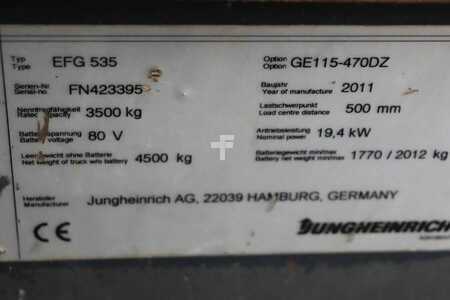 Typ
Type EFG 535
Option
Option GE115-470DZ
Serien-Nr.
Serial-no. FN423395
Baujahr
Year of manufacture 2011
Nenntragfähigkeit
Rated capacity 3500 kg
Lastschwerpunkt
Load centre distance 500 mm
Batteriespannung
Battery voltage 80 V
Antriebsleistung
Nominal power 19,4 kW
Leergewicht ohne Batterie
Net weight of truck w/o battery 4500 kg
Batteriegewicht min/max
Battery net weight min/max 1770 / 2012 kg
Hersteller
Manufacturer Jungheinrich AG, 22039 HAMBURG, GERMANY
CE
JUNGHEINRICH